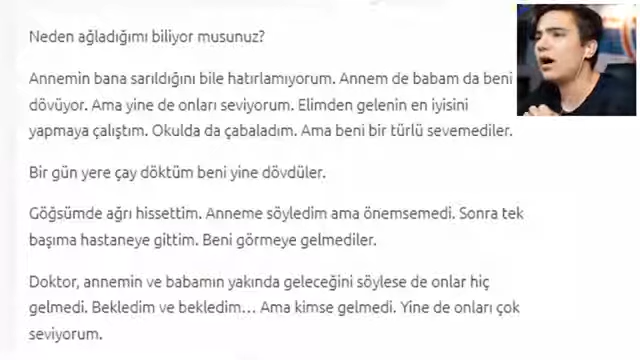 Neden ağladığımı biliyor musunuz?
Annemin bana sarıldığını bile hatırlamıyorum. Annem de babam da beni
dövüyor. Ama yine de onları seviyorum. Elimden gelenin en iyisini
yapmaya çalıştım. Okulda da çabaladım. Ama beni bir türlü sevemediler.
Bir gün yere çay döktüm beni yine dövdüler.
Göğsümde ağrı hissettim. Anneme söyledim ama önemsemedi. Sonra tek
başıma hastaneye gittim. Beni görmeye gelmediler.
Doktor, annemin ve babamın yakında geleceğini söylese de onlar hiç
gelmedi. Bekledim ve bekledim... Ama kimse gelmedi. Yine de onları çok
seviyorum.